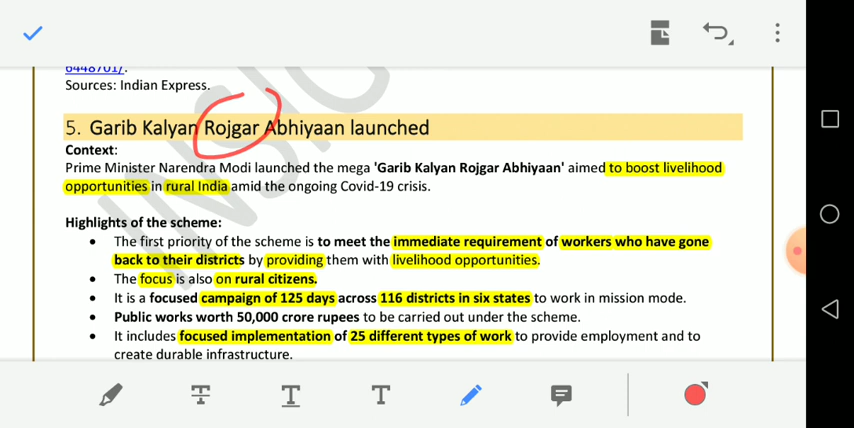 6448701/.
Sources: Indian Express.
5. Garib Kalyan Rojgar Abhiyaan launched
Context:
Prime Minister Narendra Modi launched the mega 'Garib Kalyan Rojgar Abhiyaan' aimed to boost livelihood
opportunities in rural India amid the ongoing Covid-19 crisis.
Highlights of the scheme:
• The first priority of the scheme is to meet the immediate requirement of workers who have gone
back to their districts by providing them with livelihood opportunities.
• The focus is also on rural citizens.
• It is a focused campaign of 125 days across 116 districts in six states to work in mission mode.
• Public works worth 50,000 crore rupees to be carried out under the scheme.
• It includes focused implementation of 25 different types of work to provide employment and to
create durable infrastructure.